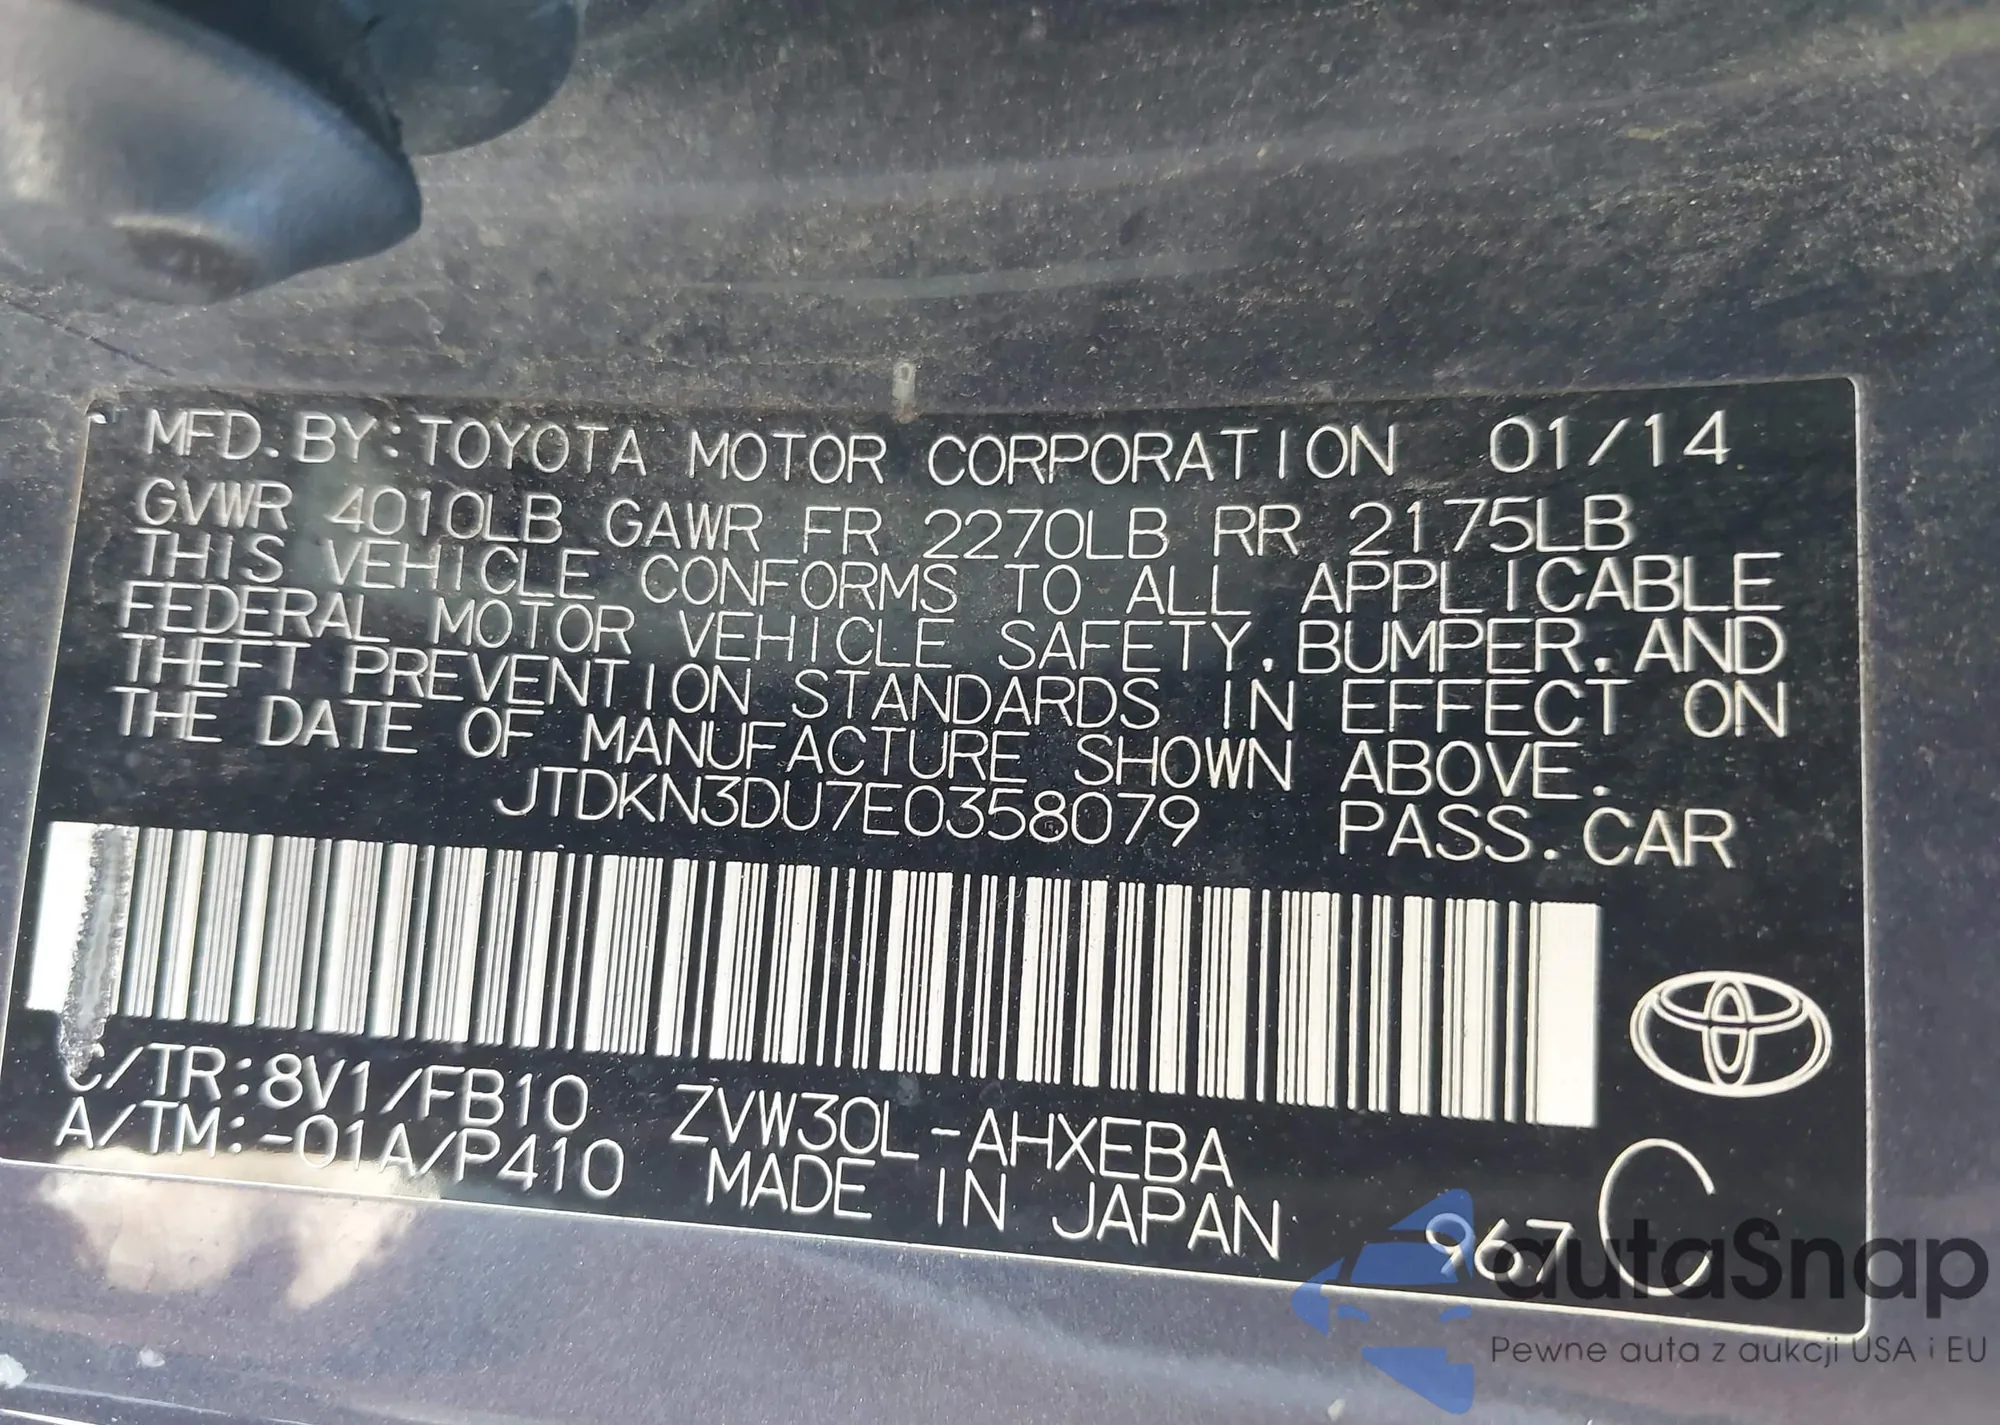 MFD. BY: TOYOTA MOTOR CORPORATION 01/14
GVWR 4010LB GAWR FR 2270LB RR 2175LB
THIS VEHICLE CONFORMS TO ALL APPLICABLE
FEDERAL MOTOR VEHICLE SAFETY, BUMPER, AND
THEFT PREVENTION STANDARDS IN EFFECT ON
THE DATE OF MANUFACTURE SHOWN ABOVE.
JTDKN3DU7E0358079 PASS. CAR
C/TR:8V1/FB10 ZVW30L-AHXEBA
A/TM:-01A/P410 MADE IN JAPAN
967 C
autaSnap
Pewne auta z aukcji USA i EU